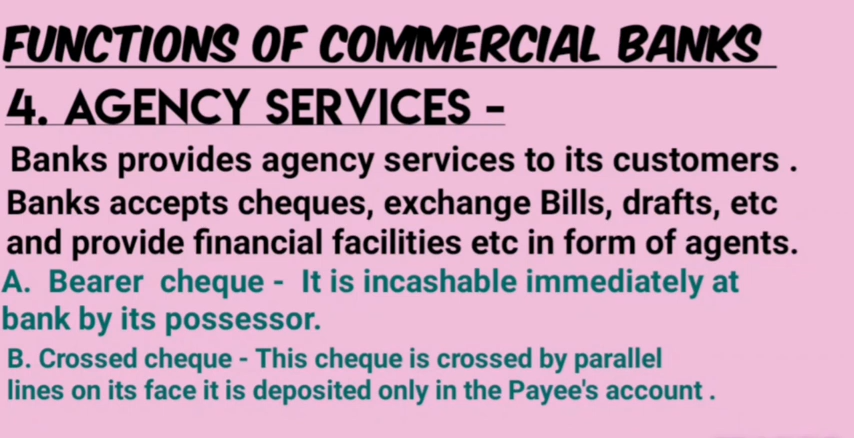 FUNCTIONS OF COMMERCIAL BANKS
4. AGENCY SERVICES -
Banks provides agency services to its customers .
Banks accepts cheques, exchange Bills, drafts, etc
and provide financial facilities etc in form of agents.
A. Bearer cheque - It is incashable immediately at
bank by its possessor.
B. Crossed cheque - This cheque is crossed by parallel
lines on its face it is deposited only in the Payee's account .